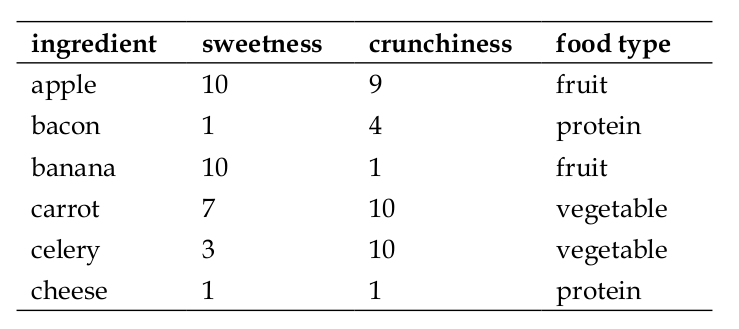 ingredient sweetness crunchiness food type
apple 10 9 fruit
bacon 1 4 protein
banana 10 1 fruit
carrot 7 10 vegetable
celery 3 10 vegetable
cheese 1 1 protein